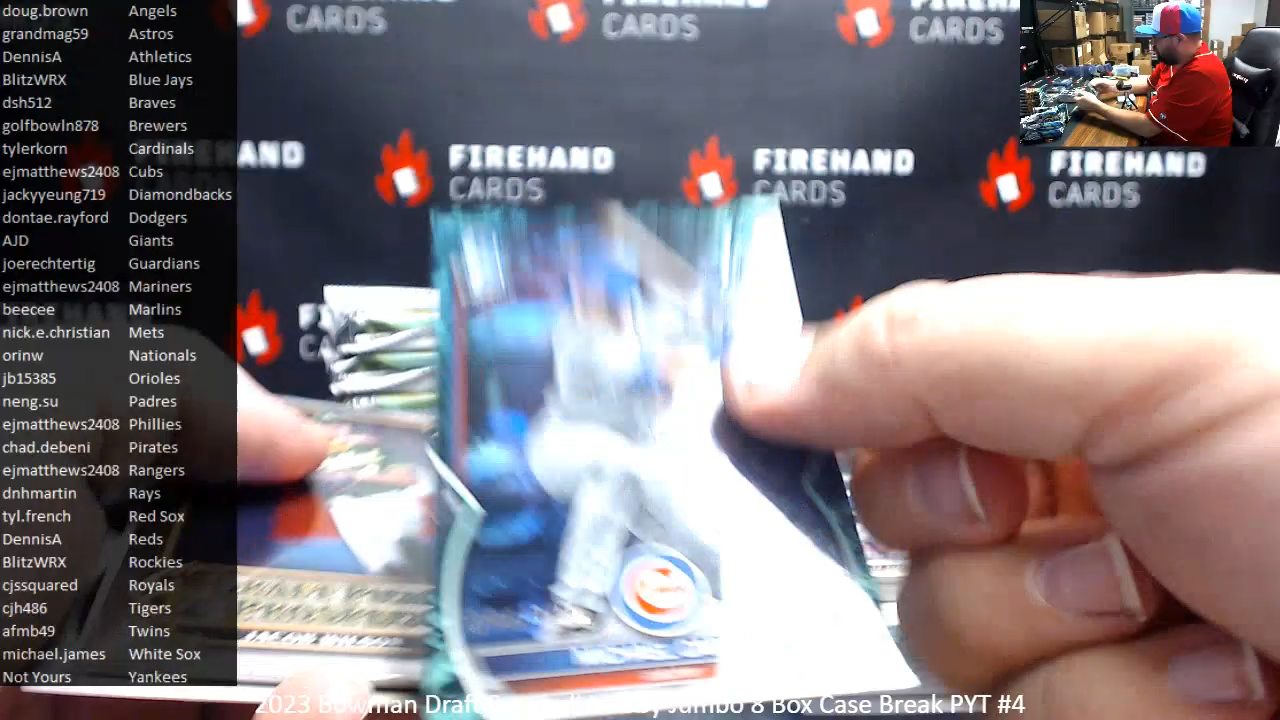 doug.brown Angels
grandmag59 Astros
DennisA Athletics
BlitzWRX Blue Jays
dsh512 Braves
golfbowln878 Brewers
tylerkorn Cardinals
ejmatthews2408 Cubs
jackyyeung719 Diamondbacks
dontae.rayford Dodgers
AJD Giants
joerechtertig Guardians
ejmatthews2408 Mariners
beecee Marlins
nick.e.christian Mets
orinw Nationals
jb15385 Orioles
neng.su Padres
ejmatthews2408 Phillies
chad.debeni Pirates
ejmatthews2408 Rangers
dnhmartin Rays
tyl.french Red Sox
DennisA Reds
BlitzWRX Rockies
cjssquared Royals
cjh486 Tigers
afmb49 Twins
michael.james White Sox
Not Yours Yankees
CARDS
CARDS
CARDS
FIREHAND
CARDS
FIREHAND
CARDS
FIREHAND
CARDS
2023 Bowman Draft Jumbo 8 Box Case Break PYT #4